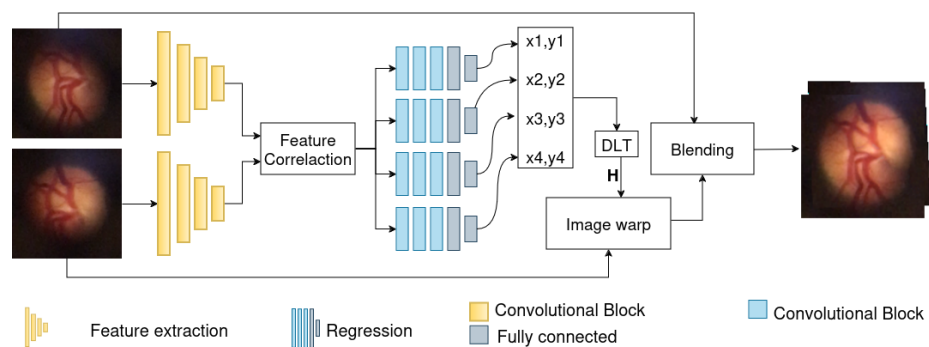 x1,y1
x2,y2
x3,y3
x4,y4
Feature
Correlaction
DLT
H
Blending
Image warp
Feature extraction
Regression
Convolutional Block
Fully connected
Convolutional Block